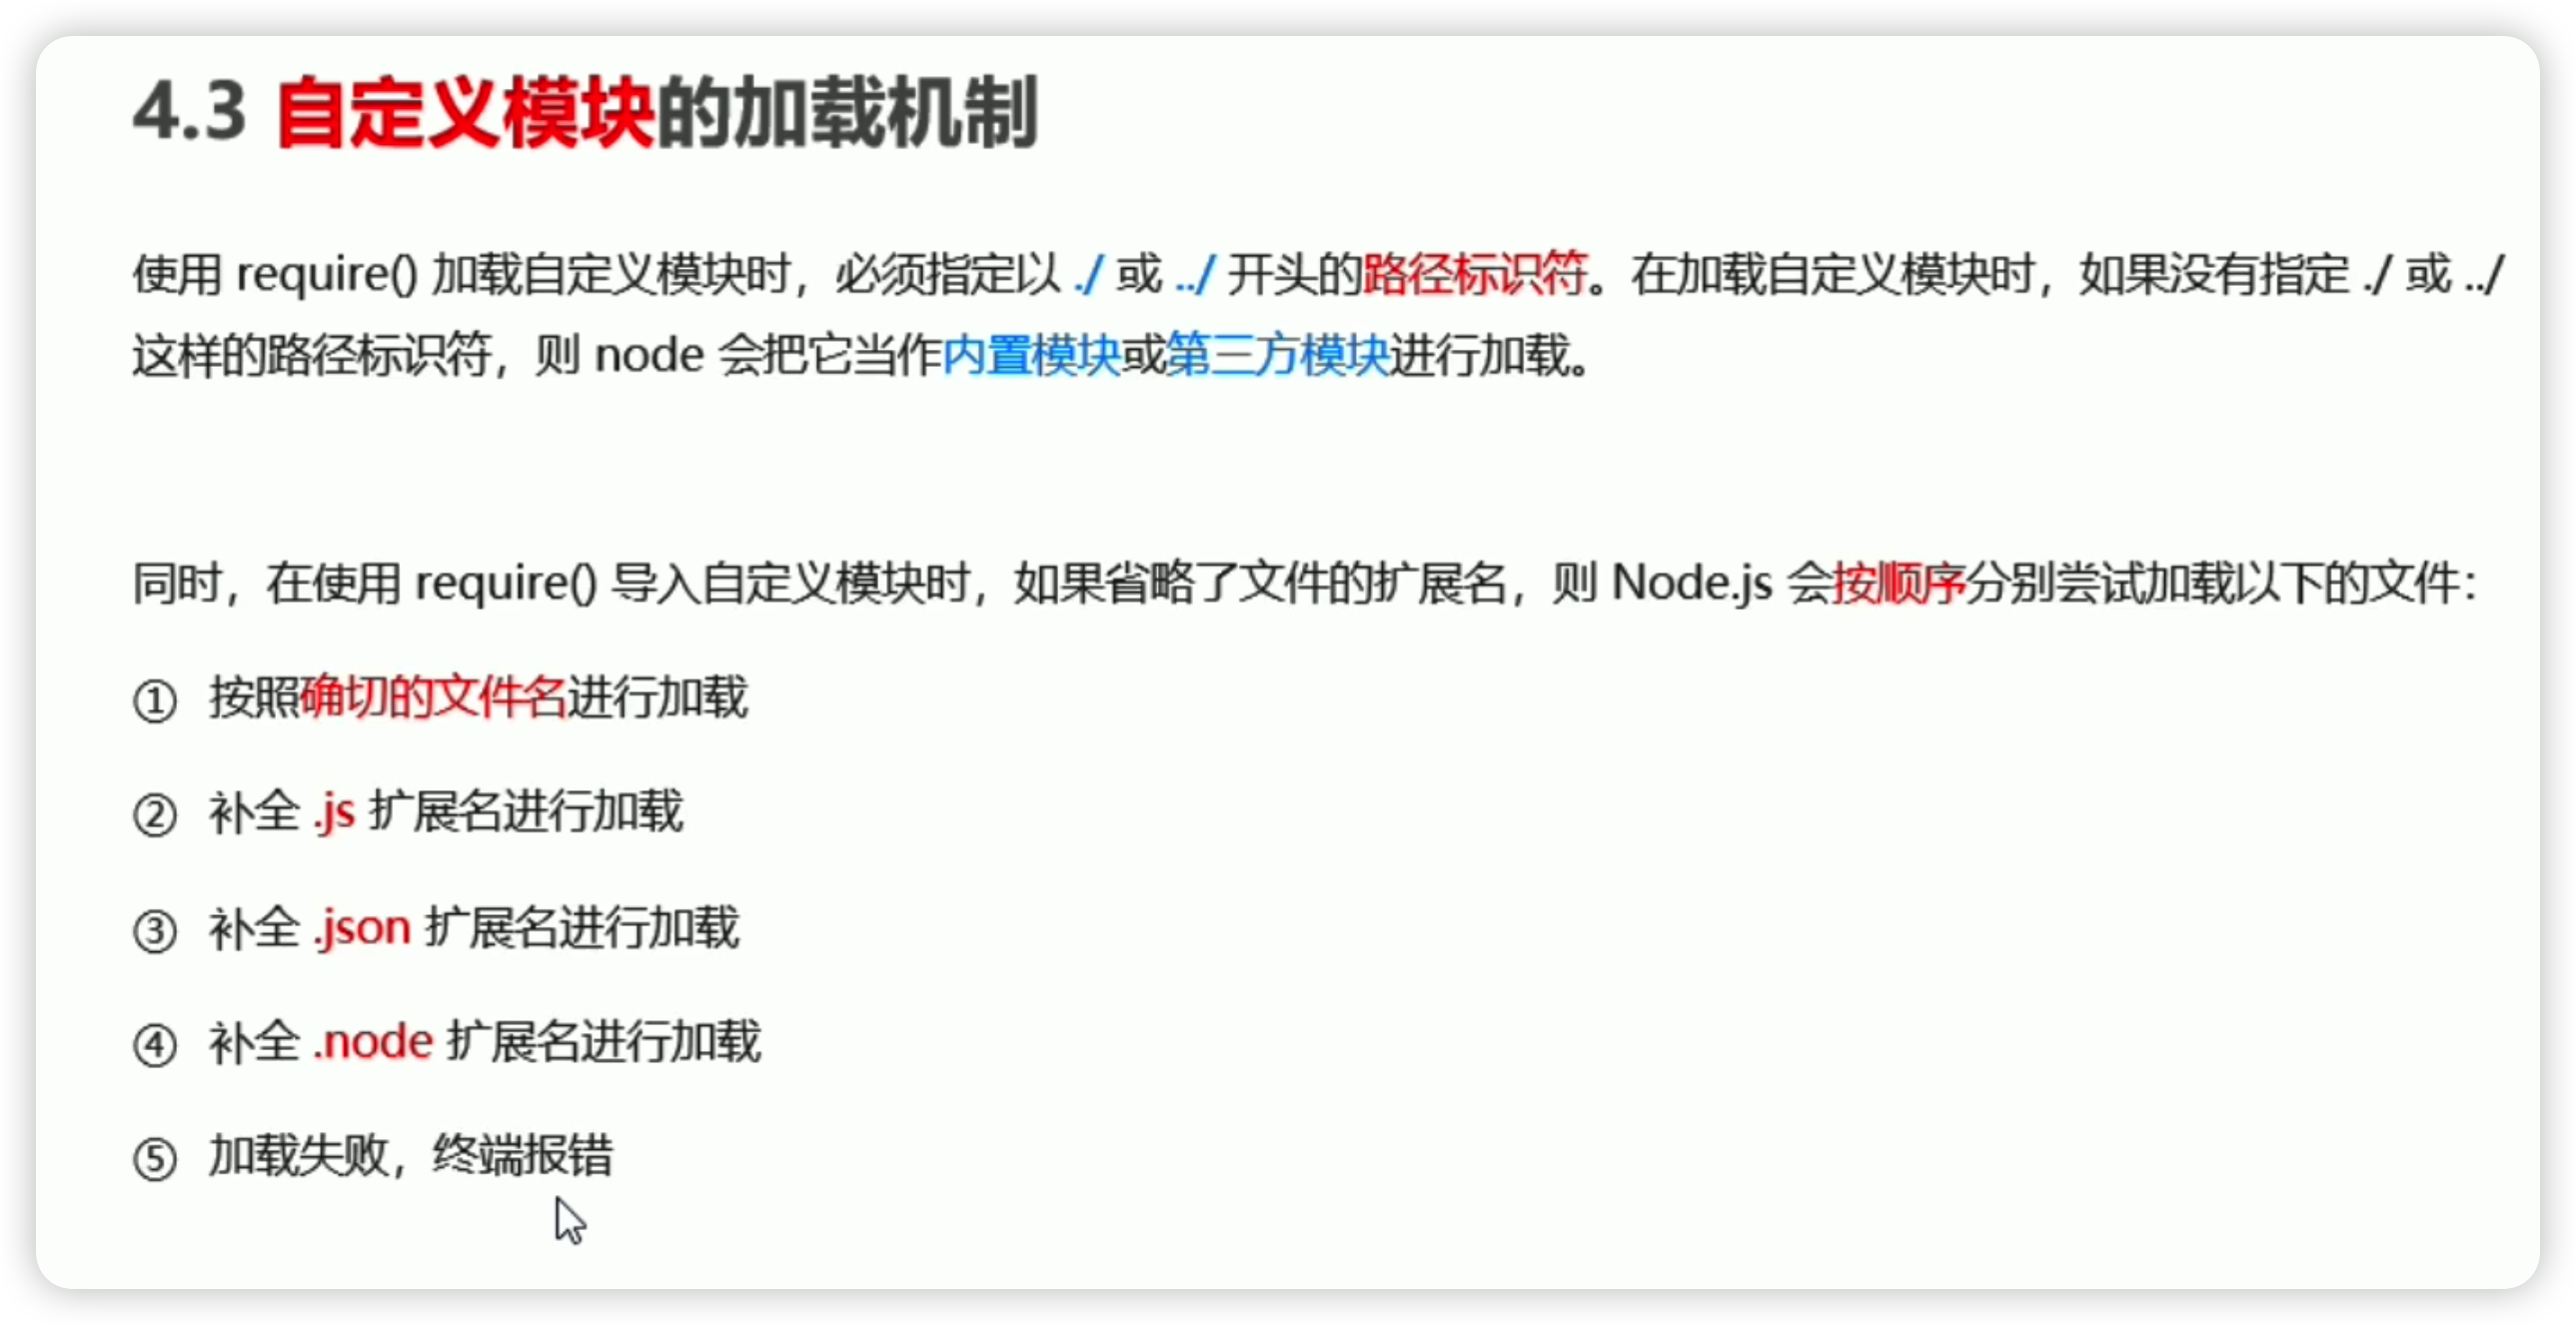 4.3 自定义模块的加载机制
使用 require() 加载自定义模块时，必须指定以 ./ 或 ../ 开头的路径标识符。在加载自定义模块时，如果没有指定 ./ 或 ../
这样的路径标识符，则 node 会把它当作内置模块或第三方模块进行加载。
同时，在使用 require() 导入自定义模块时，如果省略了文件的扩展名，则 Node.js 会按顺序分别尝试加载以下的文件：
① 按照确切的文件名进行加载
② 补全 .js 扩展名进行加载
③ 补全 .json 扩展名进行加载
④ 补全 .node 扩展名进行加载
⑤ 加载失败，终端报错